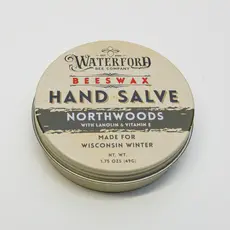 WATERFORD
BEE COMPANY
BEESWAX
HAND SALVE
NORTHWOODS
WITH LANOLIN & VITAMIN E
MADE FOR
WISCONSIN WINTER
NT. WT.
1.75 OZS (49G)